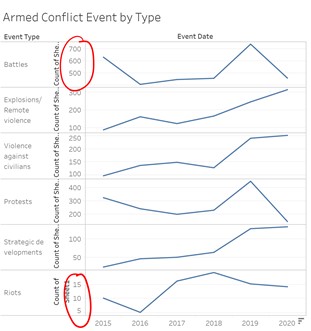 Armed Conflict Event by Type
Event Type
Event Date
Battles
Count of She..
700
600
500
Explosions/
Remote
violence
Count of She..
300
200
100
Violence
against
civilians
Count of She..
250
200
150
100
Protests
Count of She..
400
300
200
Strategic de
velopments
Count of She..
100
50
Riots
Count of
Sheet1
15
10
5
2015 2016 2017 2018 2019 2020